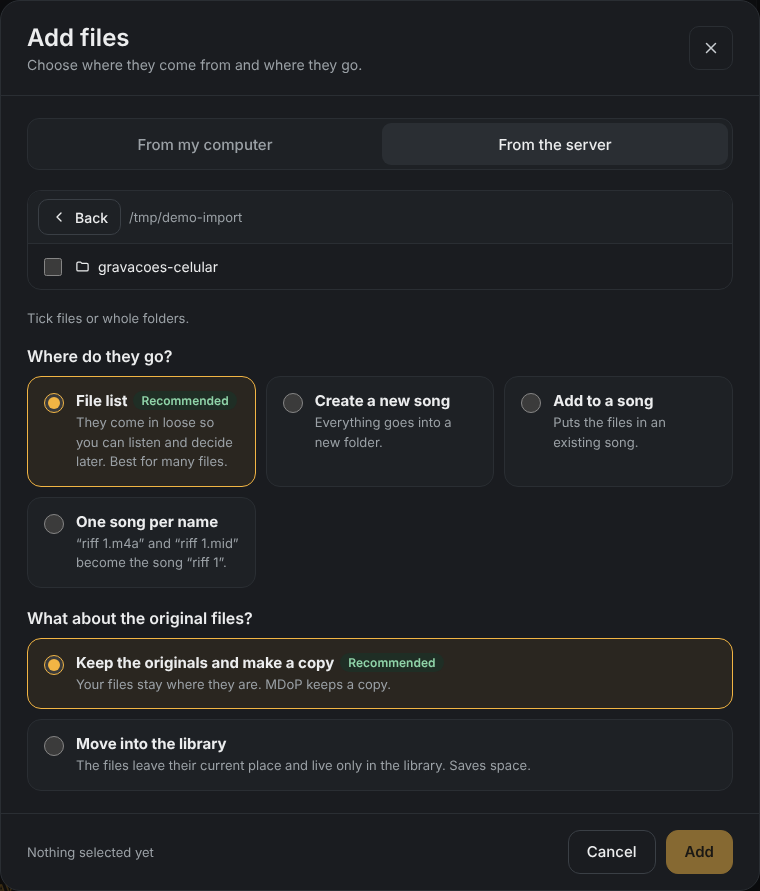 Add files
Choose where they come from and where they go.
From my computer
From the server
Back
/tmp/demo-import
gravacoes-celular
Tick files or whole folders.
Where do they go?
File list Recommended
They come in loose so
you can listen and decide
later. Best for many files.
Create a new song
Everything goes into a
new folder.
Add to a song
Puts the files in an
existing song.
One song per name
“riff 1.m4a” and “riff 1.mid”
become the song “riff 1”.
What about the original files?
Keep the originals and make a copy Recommended
Your files stay where they are. MDoP keeps a copy.
Move into the library
The files leave their current place and live only in the library. Saves space.
Nothing selected yet
Cancel
Add